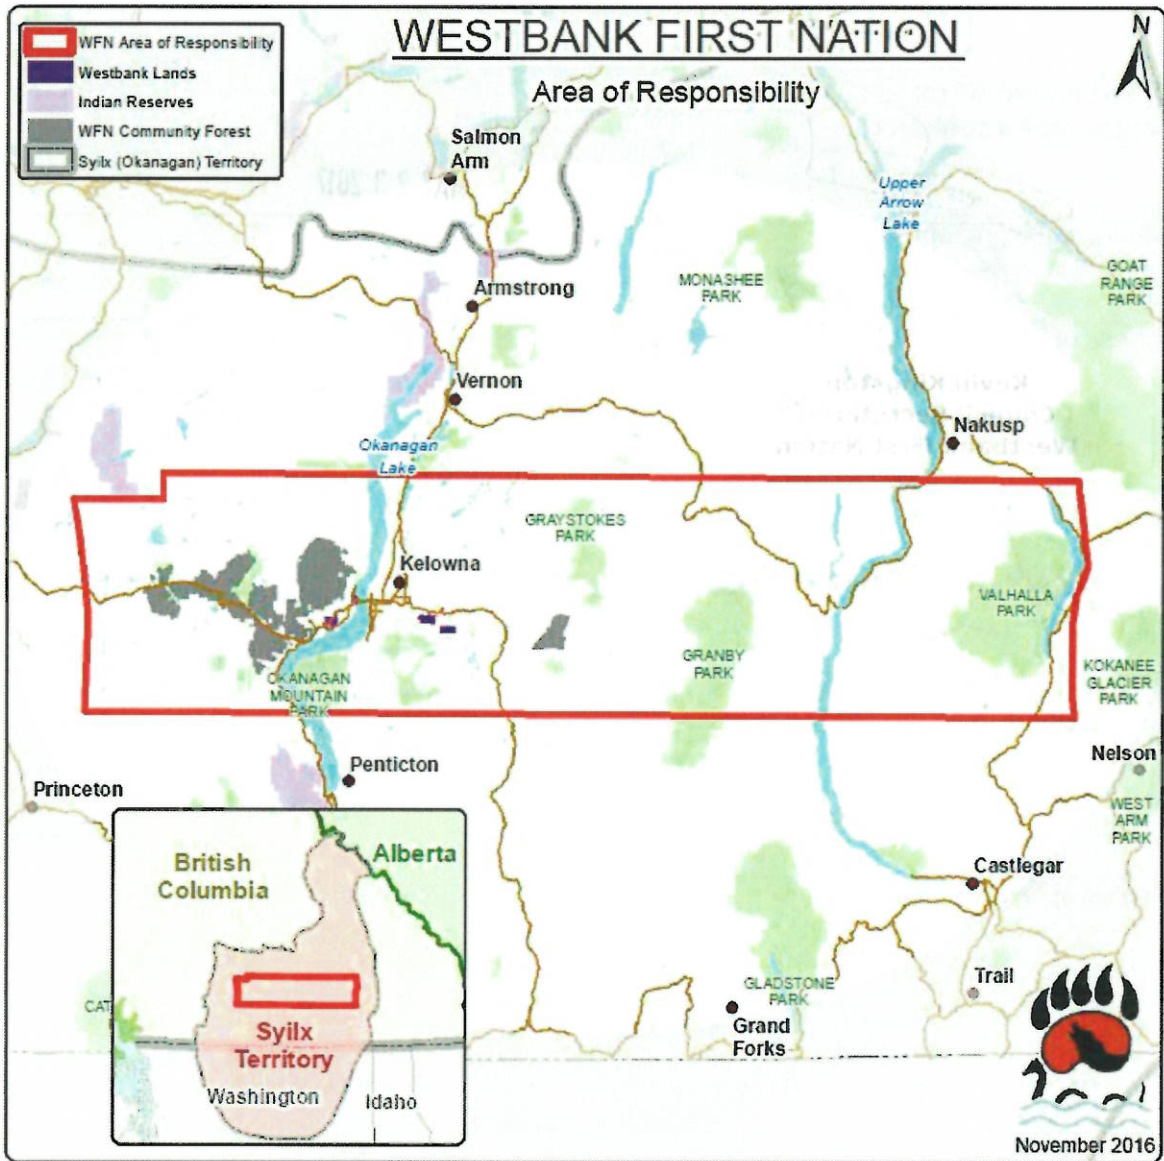 WESTBANK FIRST NATION
Area of Responsibility
N
WFN Area of Responsibility
Westbank Lands
Indian Reserves
WFN Community Forest
Syilx (Okanagan) Territory
Salmon
Arm
Upper
Arrow
Lake
MONASHEE
PARK
GOAT
RANGE
PARK
Armstrong
Vernon
Nakusp
Okanagan
Lake
GRAYSTOKES
PARK
Kelowna
VALHALLA
PARK
GRANBY
PARK
KOKANEE
GLACIER
PARK
OKANAGAN
MOUNTAIN
PARK
Penticton
Nelson
Princeton
WEST
ARM
PARK
British
Columbia
Alberta
Castlegar
Trail
GLADSTONE
PARK
CAT
Grand
Forks
Syilx
Territory
Washington
Idaho
November 2016